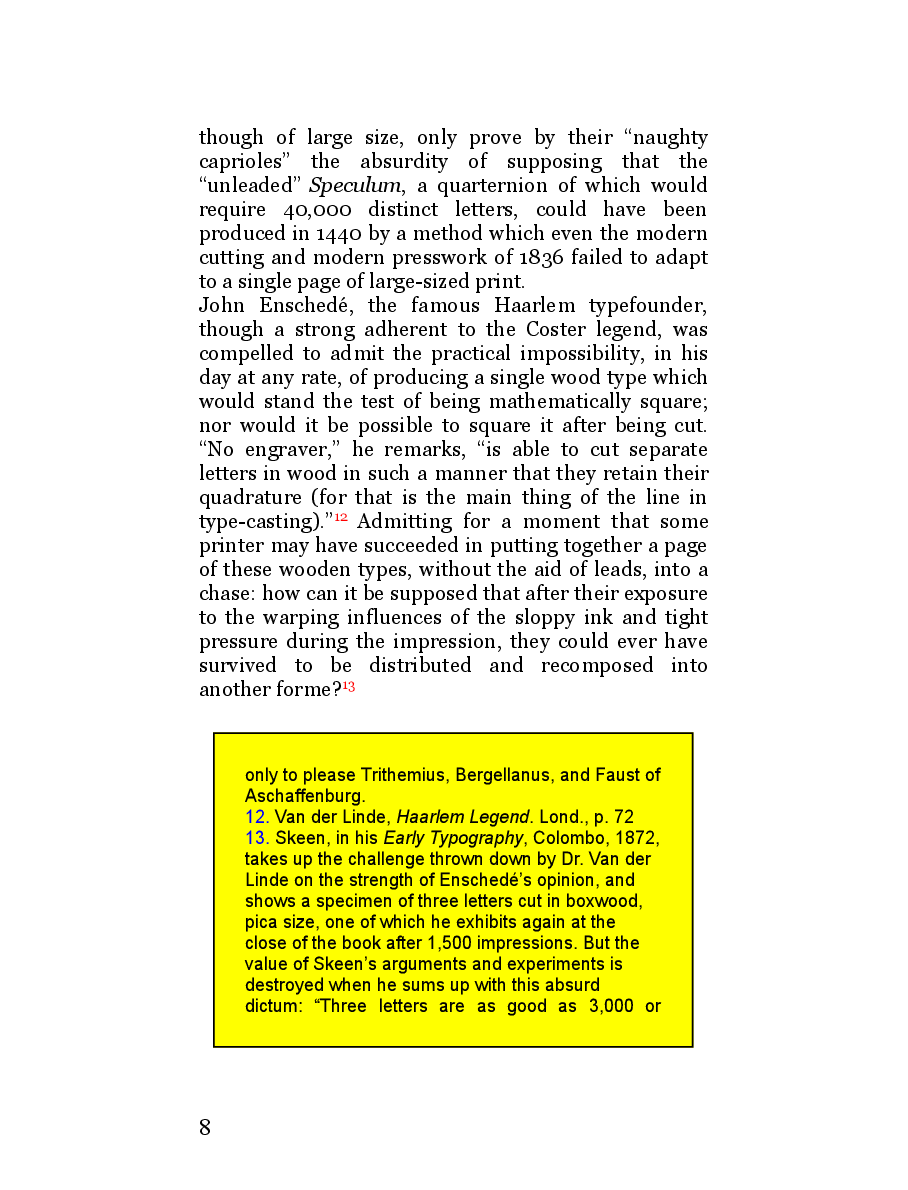 though of large size, only prove by their “naughty
caprioles” the absurdity of supposing that the
“unleaded” Speculum, a quarternion of which would
require 40,000 distinct letters, could have been
produced in 1440 by a method which even the modern
cutting and modern presswork of 1836 failed to adapt
to a single page of large-sized print.
John Enschedé, the famous Haarlem typefounder,
though a strong adherent to the Coster legend, was
compelled to admit the practical impossibility, in his
day at any rate, of producing a single wood type which
would stand the test of being mathematically square;
nor would it be possible to square it after being cut.
“No engraver,” he remarks, “is able to cut separate
letters in wood in such a manner that they retain their
quadrature (for that is the main thing of the line in
type-casting).”12 Admitting for a moment that some
printer may have succeeded in putting together a page
of these wooden types, without the aid of leads, into a
chase: how can it be supposed that after their exposure
to the warping influences of the sloppy ink and tight
pressure during the impression, they could ever have
survived to be distributed and recomposed into
another forme?13
only to please Trithemius, Bergellanus, and Faust of
Aschaffenburg.
12. Van der Linde, Haarlem Legend. Lond., p. 72
13. Skeen, in his Early Typography, Colombo, 1872,
takes up the challenge thrown down by Dr. Van der
Linde on the strength of Enschedé’s opinion, and
shows a specimen of three letters cut in boxwood,
pica size, one of which he exhibits again at the
close of the book after 1,500 impressions. But the
value of Skeen’s arguments and experiments is
destroyed when he sums up with this absurd
dictum: “Three letters are as good as 3,000 or
8